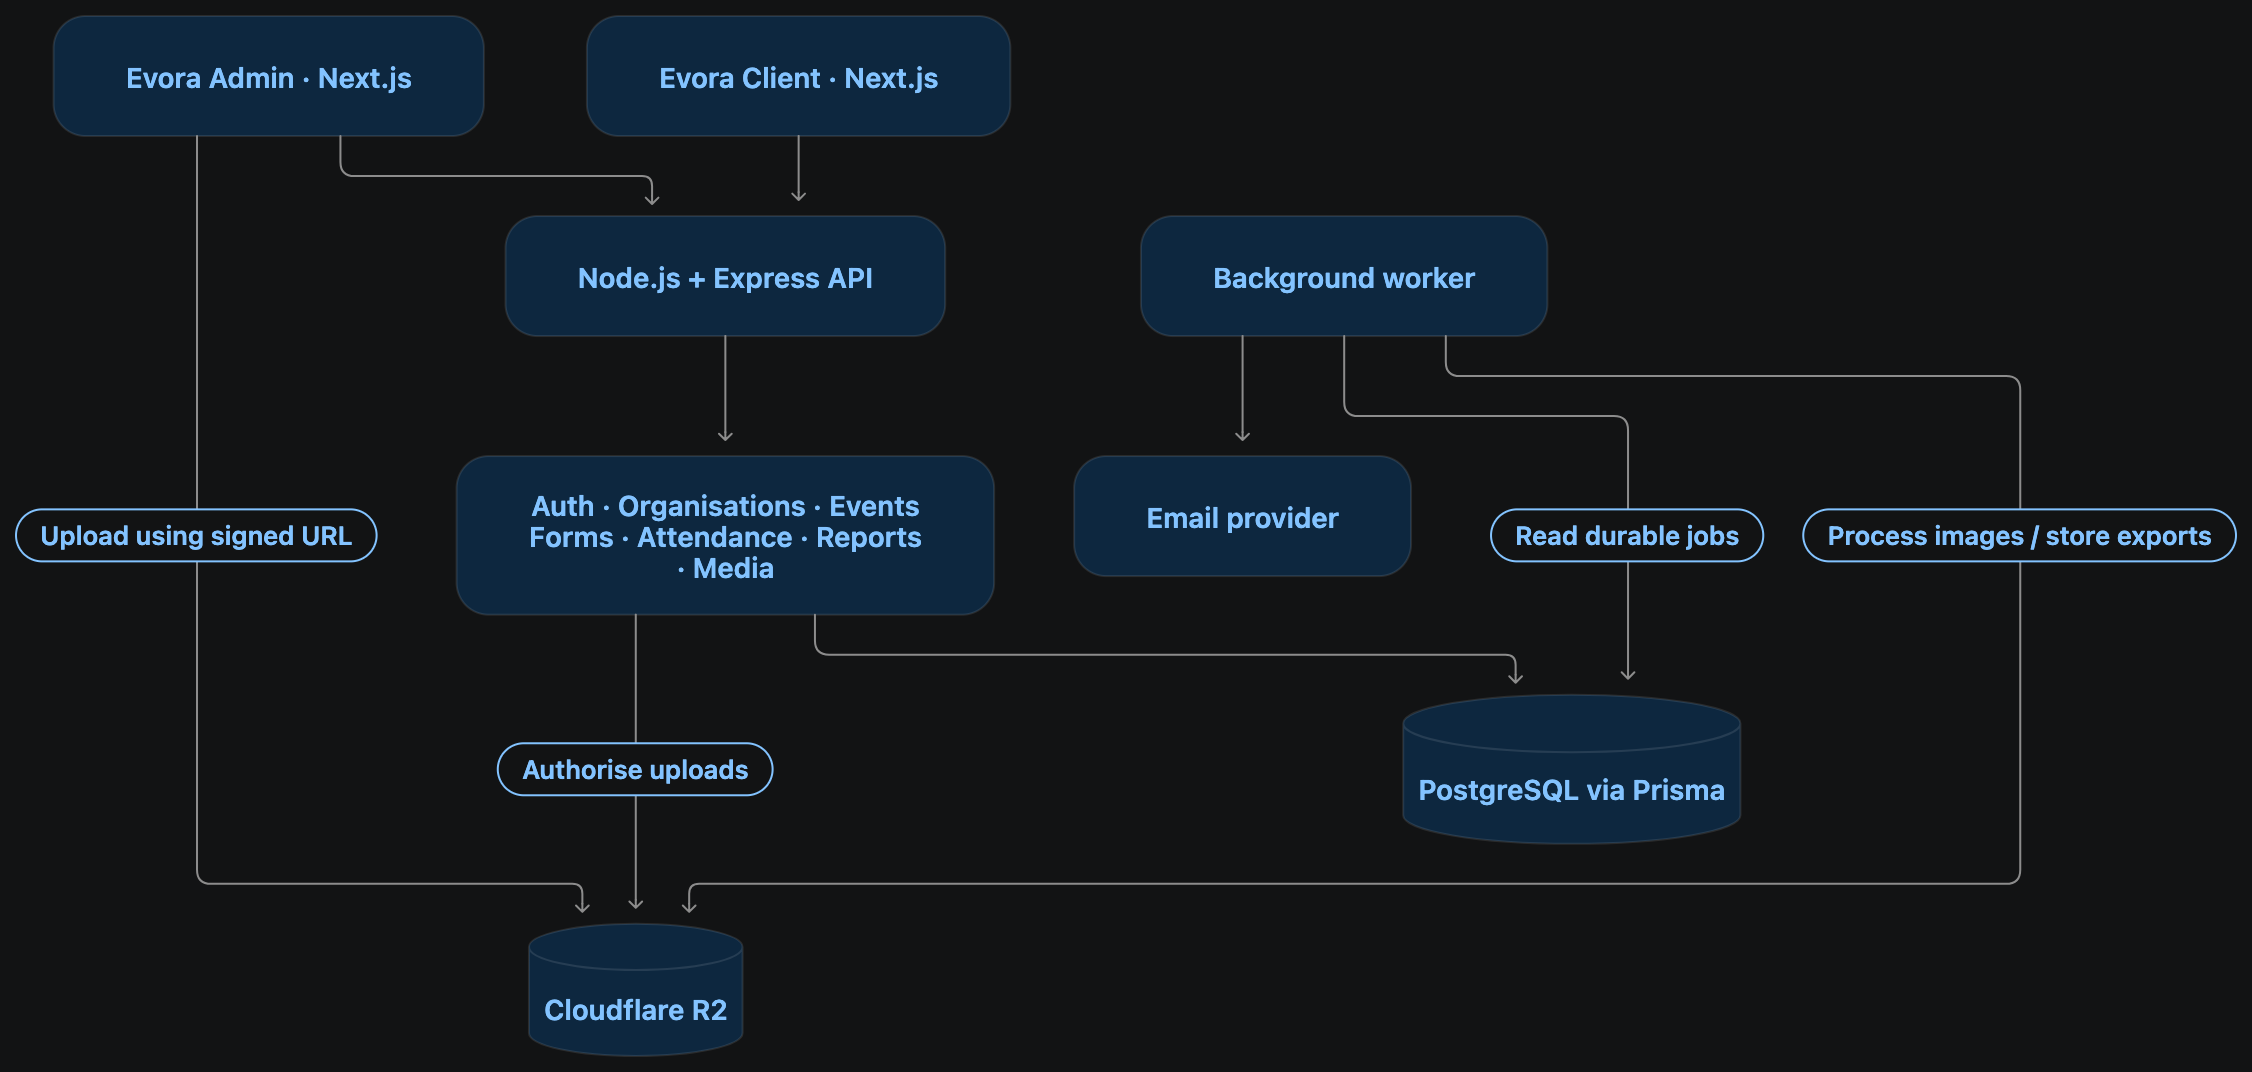 Evora Admin · Next.js
Evora Client · Next.js
Node.js + Express API
Background worker
Auth · Organisations · Events
Forms · Attendance · Reports
· Media
Email provider
Upload using signed URL
Read durable jobs
Process images / store exports
Authorise uploads
PostgreSQL via Prisma
Cloudflare R2